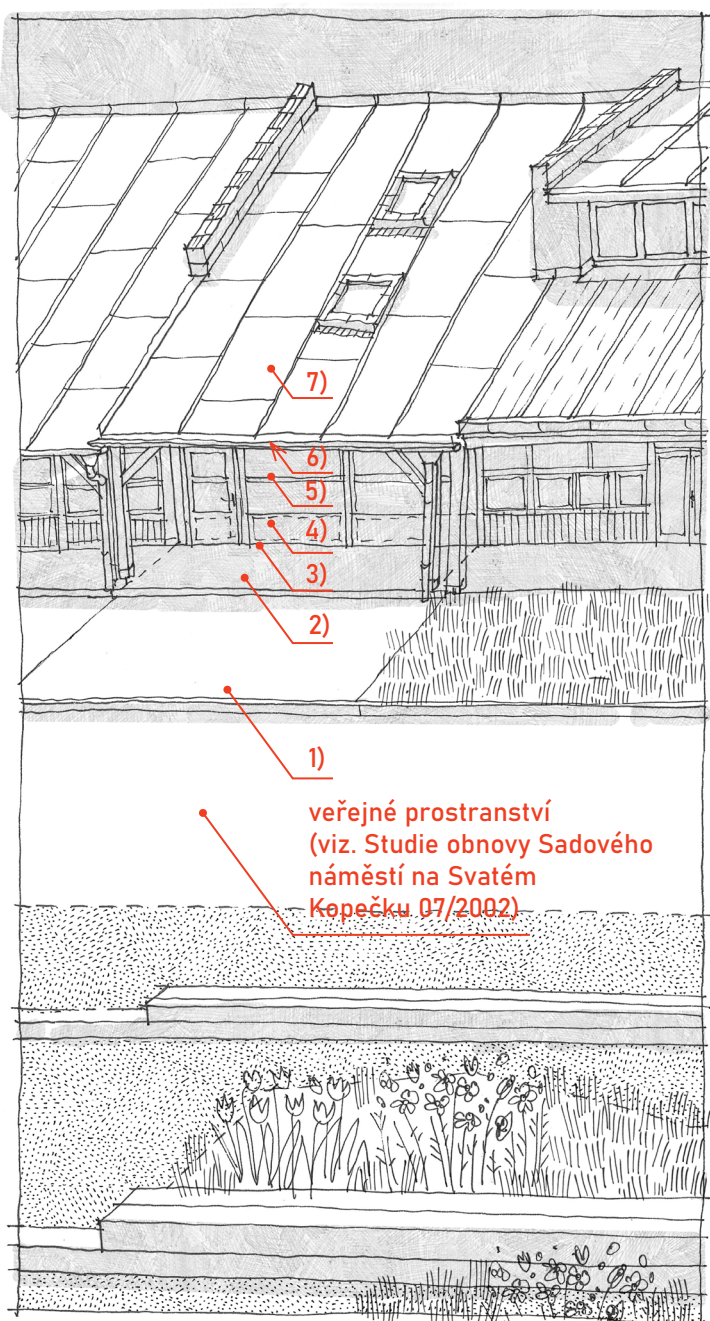 7)
6)
5)
4)
3)
2)
1)
veřejné prostranství
(viz. Studie obnovy Sadového
náměstí na Svatém
Kopečku 07/2002)